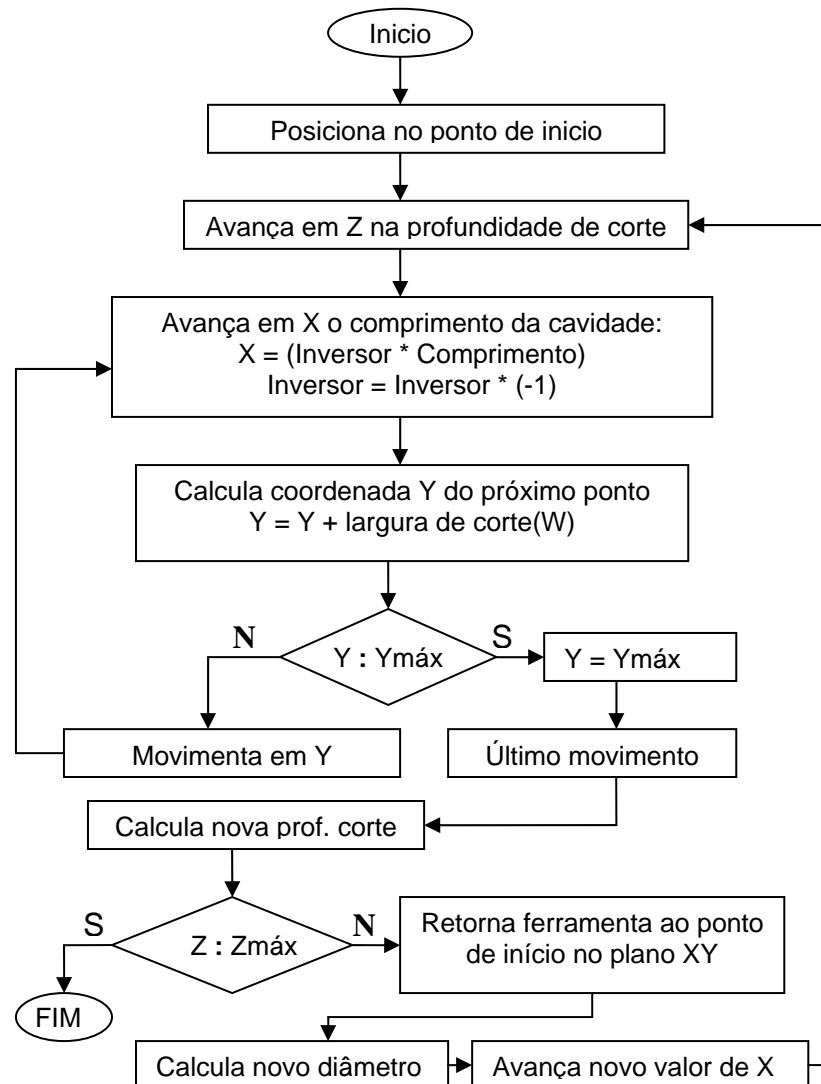 Inicio
Posiciona no ponto de inicio
Avança em Z na profundidade de corte
Avança em X o comprimento da cavidade:
X = (Inversor * Comprimento)
Inversor = Inversor * (-1)
Calcula coordenada Y do próximo ponto
Y = Y + largura de corte(W)
N
Y : Ymáx
S
Y = Ymáx
Movimenta em Y
Último movimento
Calcula nova prof. corte
S
Z : Zmáx
N
Retorna ferramenta ao ponto
de início no plano XY
FIM
Calcula novo diâmetro
Avança novo valor de X